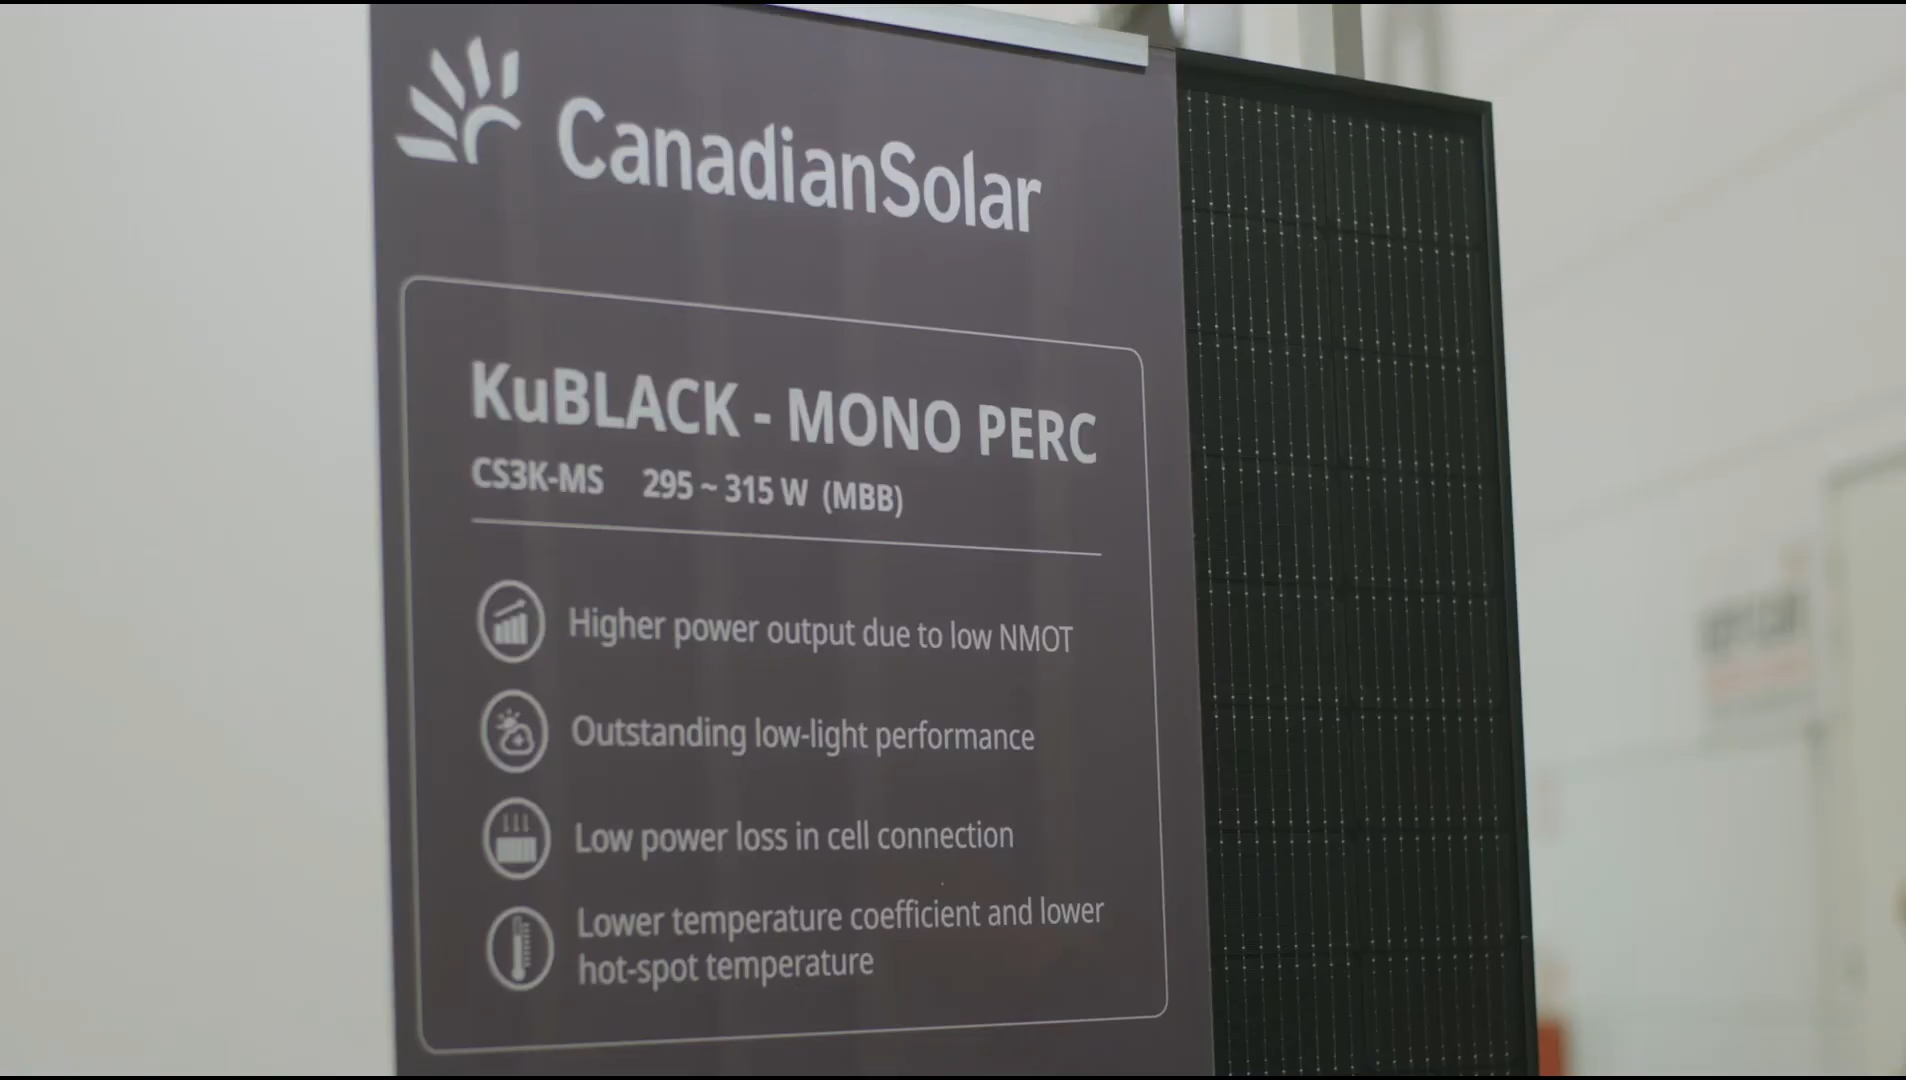 CanadianSolar
KuBLACK - MONO PERC
CS3K-MS 295 ~ 315 W (MBB)
Higher power output due to low NMOT
Outstanding low-light performance
Low power loss in cell connection
Lower temperature coefficient and lower
hot-spot temperature